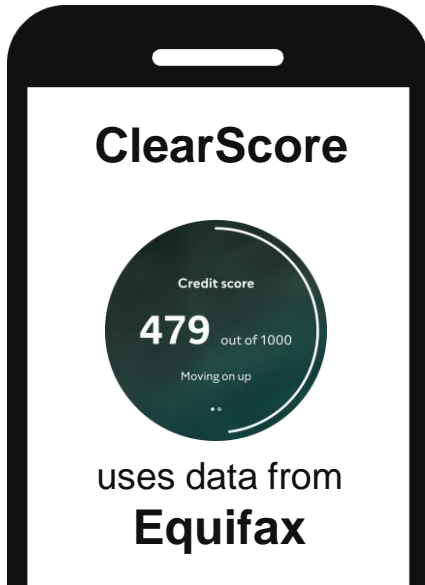 ClearScore
Credit score
479 out of 1000
Moving on up
uses data from
Equifax